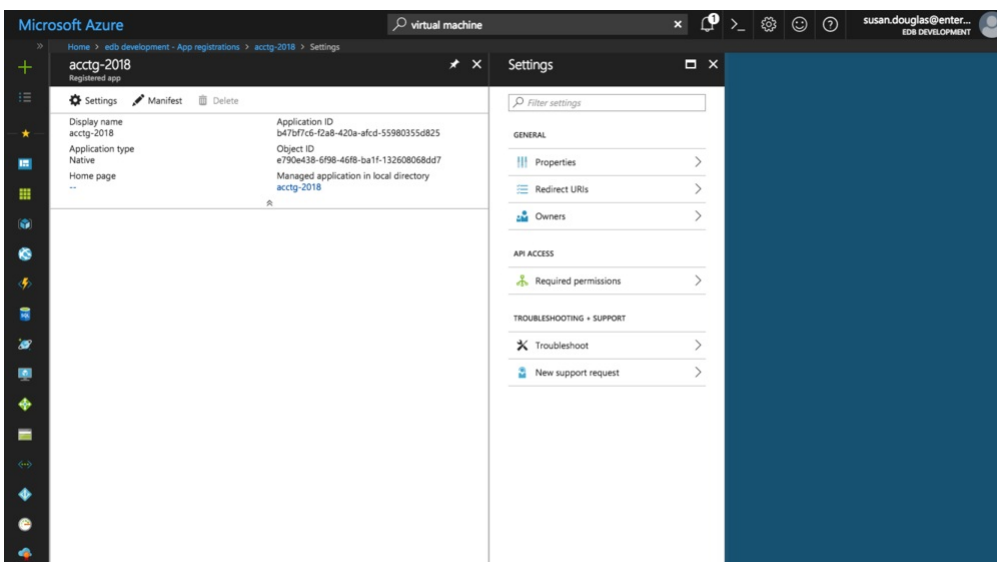 Microsoft Azure
virtual machine
susan.douglas@enter...
EDB DEVELOPMENT
Home > edb development - App registrations > acctg-2018 > Settings
acctg-2018
Registered app
Settings
Manifest
Delete
Display name
acctg-2018
Application type
Native
Home page
--
Application ID
b47bf7c6-f2a8-420a-afcd-55980355d825
Object ID
e790e438-6f98-46f8-ba1f-132608068dd7
Managed application in local directory
acctg-2018
Settings
Filter settings
GENERAL
Properties
Redirect URIs
Owners
API ACCESS
Required permissions
TROUBLESHOOTING + SUPPORT
Troubleshoot
New support request